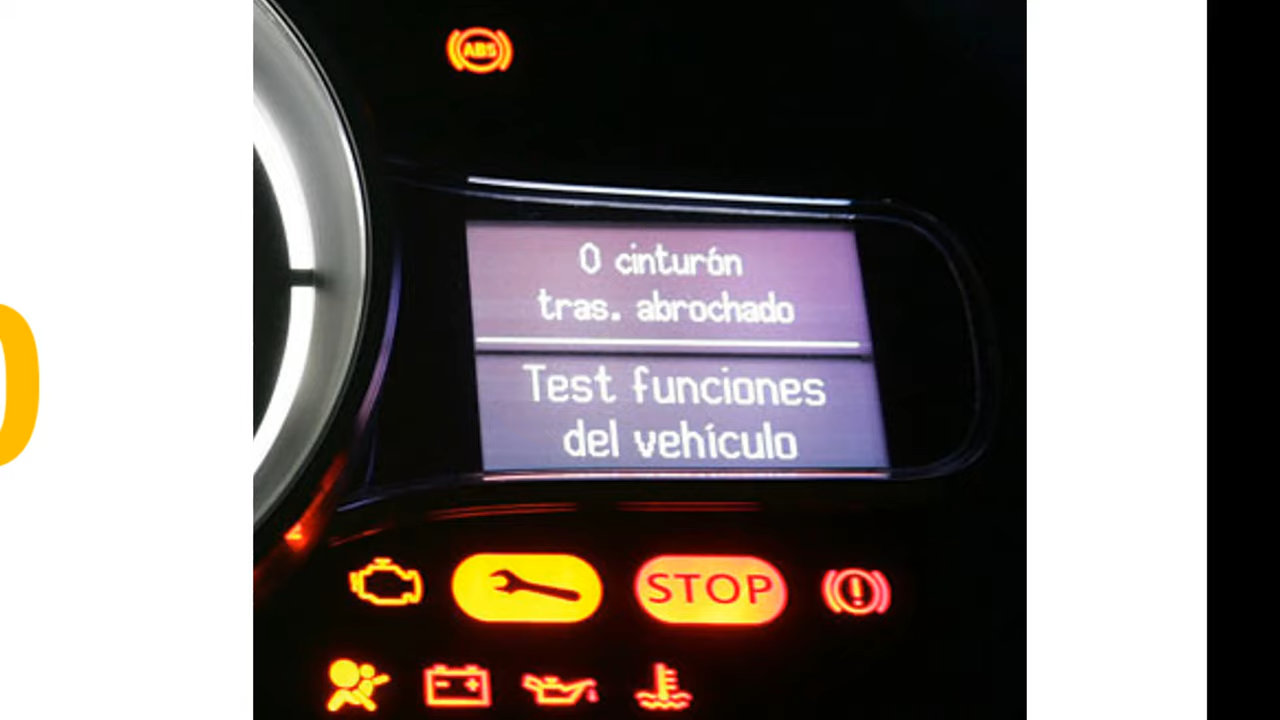 ABS
0 cinturón
tras. abrochado
Test funciones
del vehículo
STOP